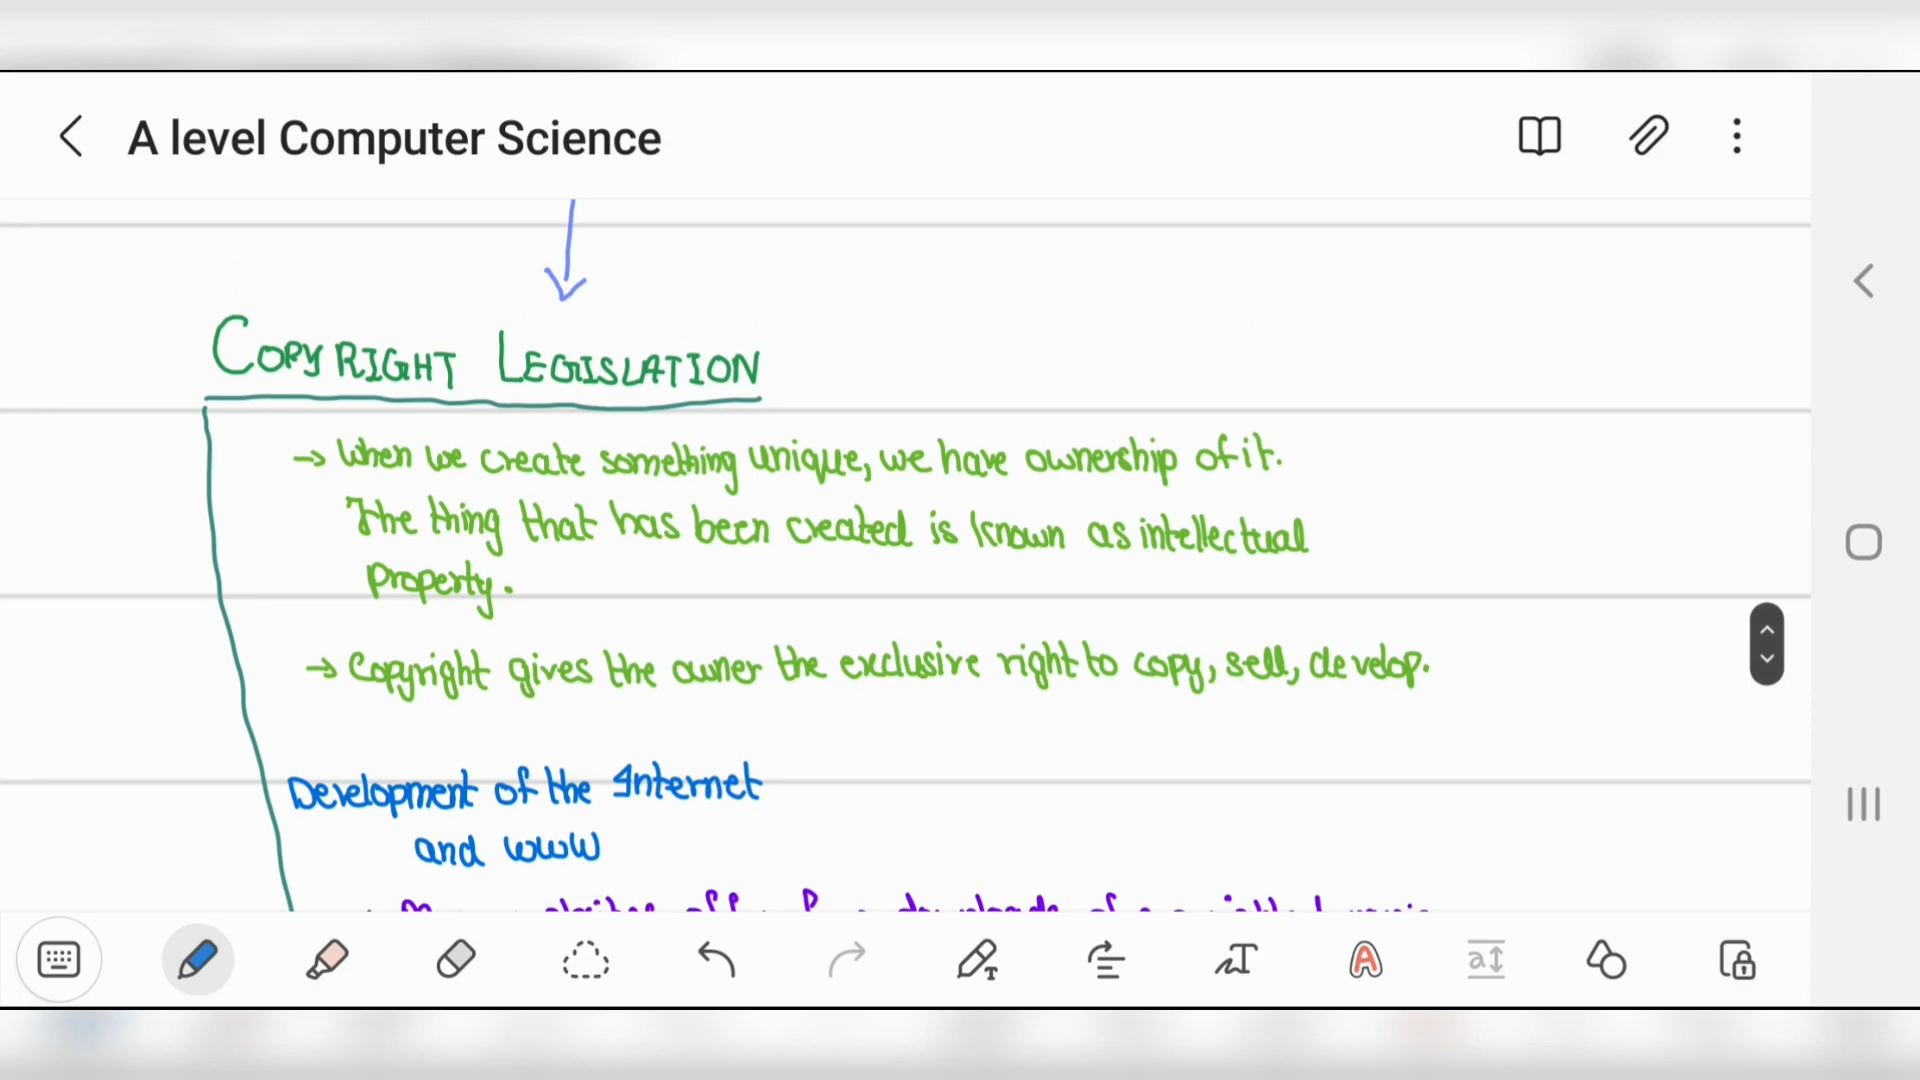 A level Computer Science
COPYRIGHT LEGISLATION
→ When we create something unique, we have ownership of it.
The thing that has been created is known as intellectual
property.
→ Copyright gives the owner the exclusive right to copy, sell, develop.
Development of the Internet
and WWW